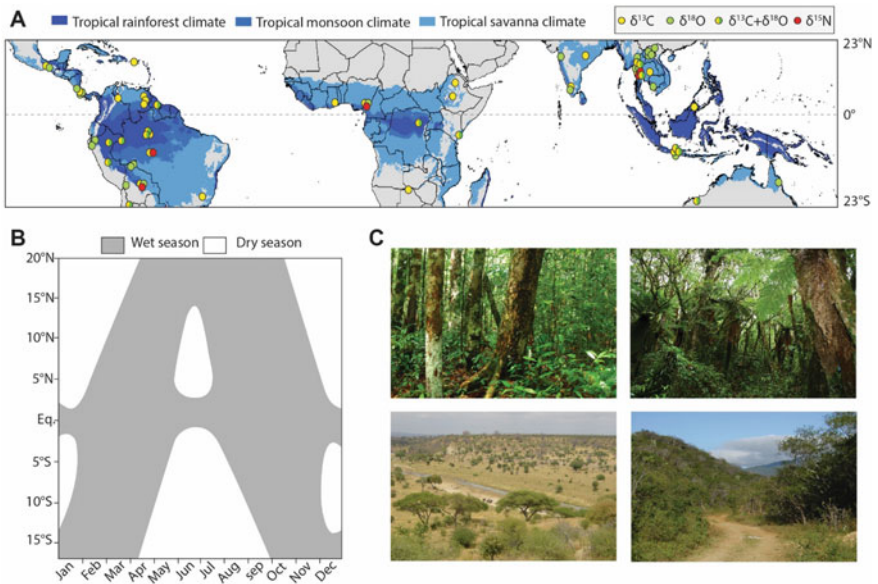 A
Tropical rainforest climate Tropical monsoon climate Tropical savanna climate
δ¹³C δ¹⁸O δ¹³C+δ¹⁸O δ¹⁵N
23°N
0°
23°S
B
Wet season Dry season
20°N
15°N
10°N
5°N
Eq.
5°S
10°S
15°S
Jan Feb Mar Apr May Jun Jul Aug sep Oct Nov Dec
C